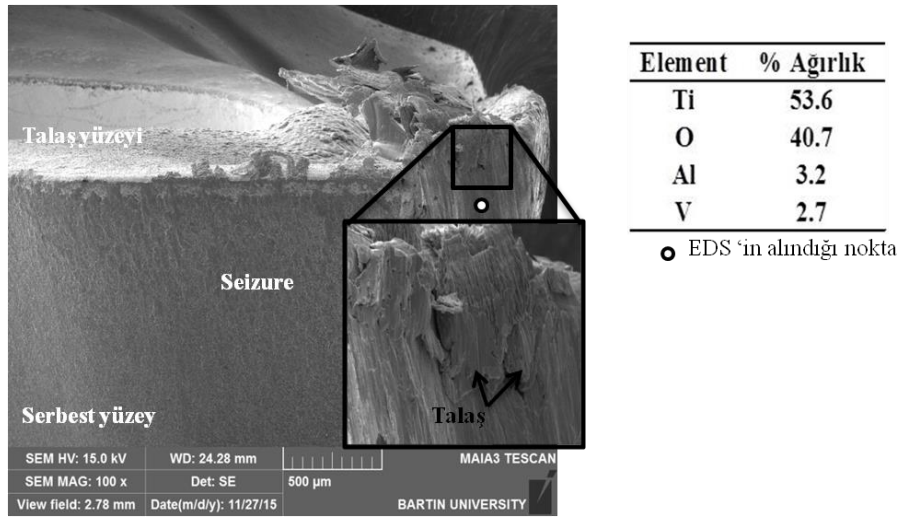 Talaş yüzeyi
Seizure
Talaş
Serbest yüzey
SEM HV: 15.0 kV WD: 24.28 mm MAIA3 TESCAN
SEM MAG: 100 x Det: SE 500 µm
View field: 2.78 mm Date(m/d/y): 11/27/15 BARTIN UNIVERSITY
Element % Ağırlık
Ti 53.6
O 40.7
Al 3.2
V 2.7
EDS ‘in alındığı nokta